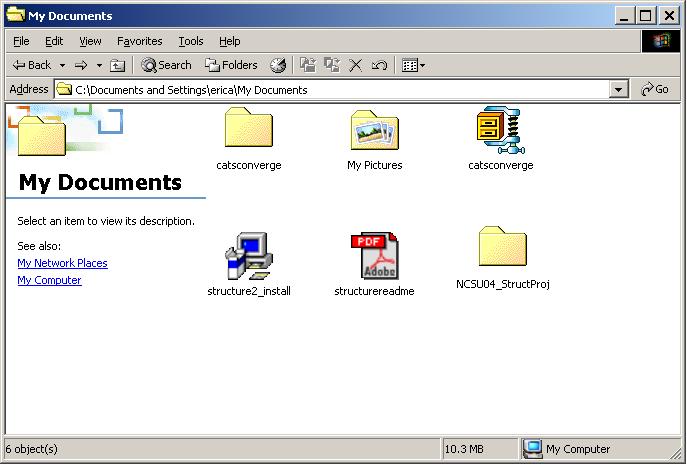 My Documents
File Edit View Favorites Tools Help
Back Search Folders
Address C:\Documents and Settings\erica\My Documents Go
catsconverge My Pictures catsconverge
My Documents
Select an item to view its description.
See also:
My Network Places
My Computer
PDF
Adobe
structure2_install structurereadme NCSU04_StructProj
6 object(s) 10.3 MB My Computer